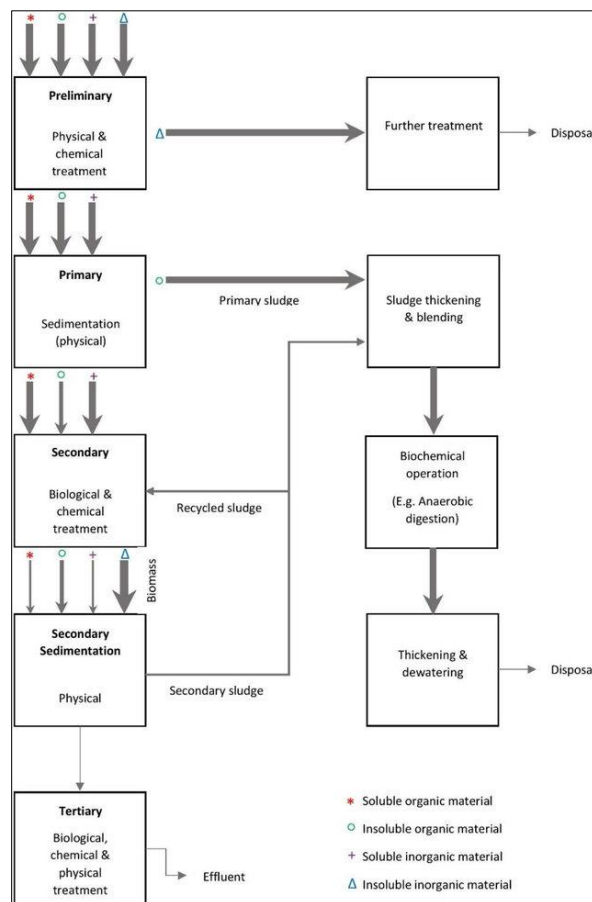 Preliminary
Physical &
chemical
treatment
Further treatment
Disposa
Primary
Sedimentation
(physical)
Primary sludge
Sludge thickening
& blending
Secondary
Biological &
chemical
treatment
Recycled sludge
Biochemical
operation
(E.g. Anaerobic
digestion)
Biomass
Secondary
Sedimentation
Physical
Secondary sludge
Thickening &
dewatering
Disposa
Tertiary
Biological,
chemical &
physical
treatment
Effluent
* Soluble organic material
Insoluble organic material
+ Soluble inorganic material
Δ Insoluble inorganic material